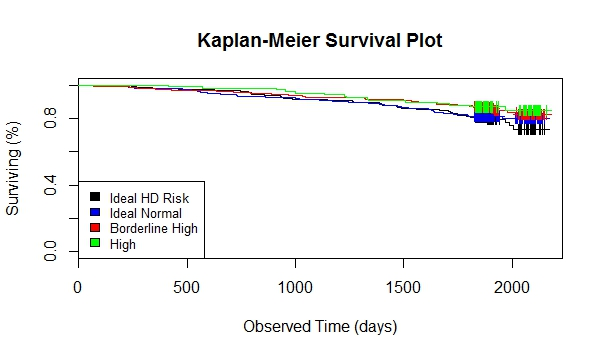 Kaplan-Meier Survival Plot
Surviving (%)
0.8
0.4
0.0
Ideal HD Risk
Ideal Normal
Borderline High
High
0 500 1000 1500 2000
Observed Time (days)